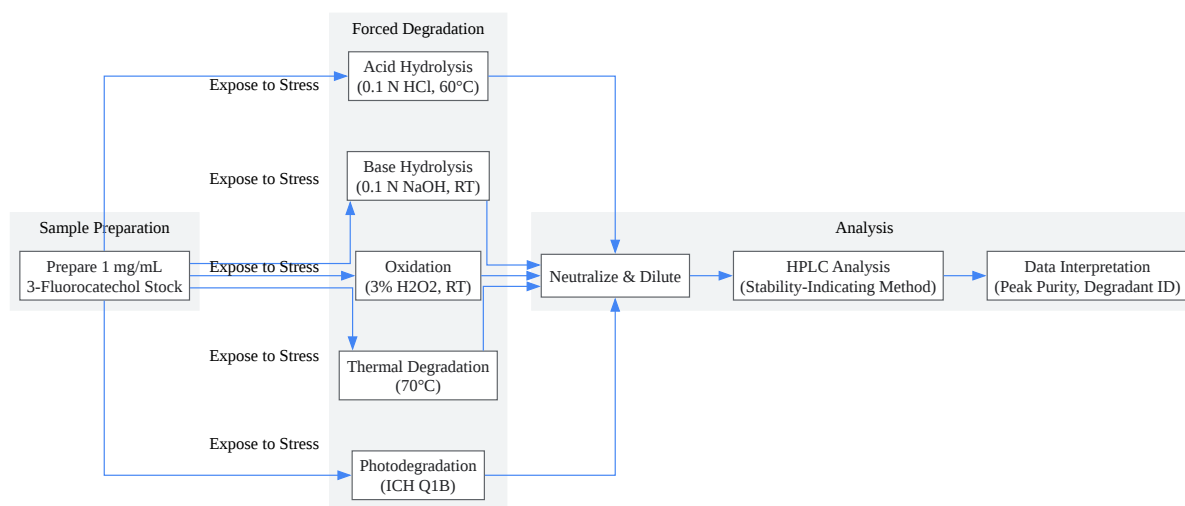 Forced Degradation
Acid Hydrolysis
(0.1 N HCl, 60°C)
Expose to Stress
Base Hydrolysis
(0.1 N NaOH, RT)
Expose to Stress
Sample Preparation
Analysis
Prepare 1 mg/mL
3-Fluorocatechol Stock
Expose to Stress
Oxidation
(3% H2O2, RT)
Neutralize & Dilute
HPLC Analysis
(Stability-Indicating Method)
Data Interpretation
(Peak Purity, Degradant ID)
Expose to Stress
Thermal Degradation
(70°C)
Expose to Stress
Photodegradation
(ICH Q1B)